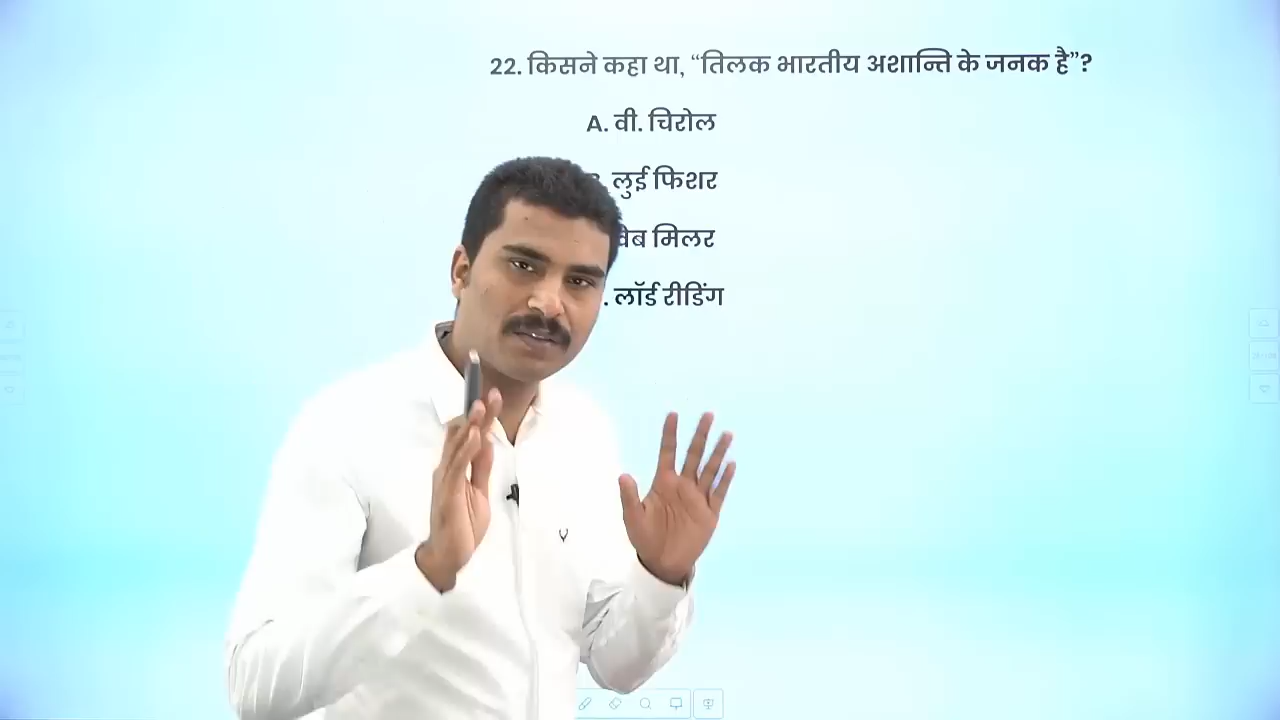 22. किसने कहा था, “तिलक भारतीय अशान्ति के जनक है”?
A. वी. चिरोल
लुई फिशर
वेब मिलर
. लॉर्ड रीडिंग